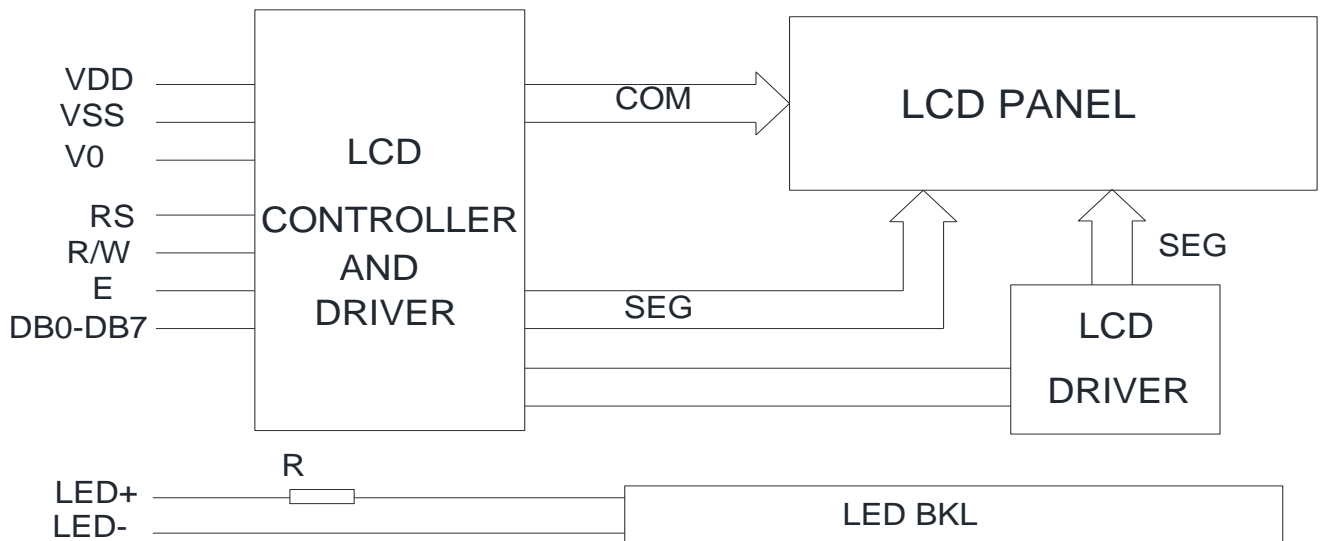 VDD
VSS
V0
RS
R/W
E
DB0-DB7
LCD
CONTROLLER
AND
DRIVER
COM
SEG
LCD PANEL
SEG
LCD
DRIVER
R
LED+
LED-
LED BKL